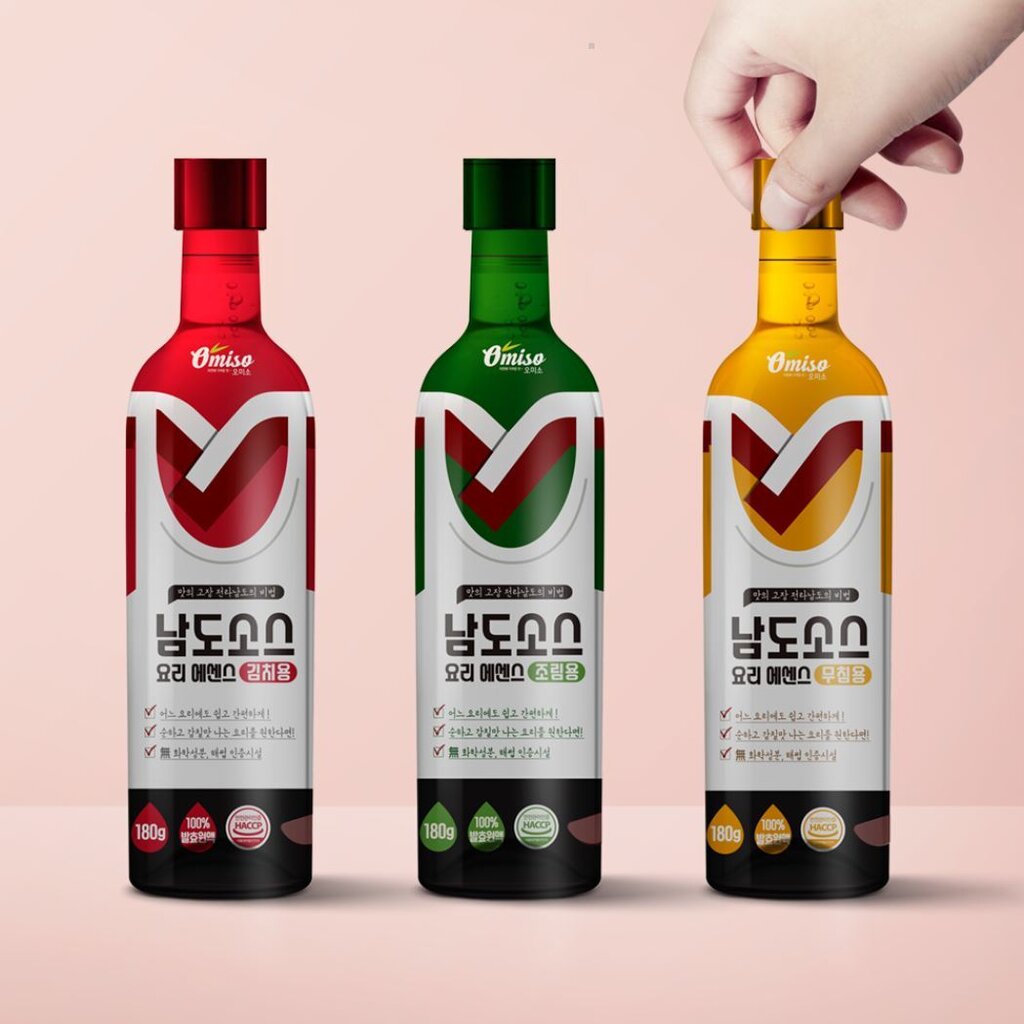 Omiso
오미소
맛의 고장 전라남도의 비법
남도소스
요리 에센스 김치용
어느 요리에도 쉽고 간편하게!
순하고 감칠맛 나는 요리를 원한다면!
無 화학성분, 해썹 인증시설
180g
100%
발효원액
HACCP
Omiso
오미소
맛의 고장 전라남도의 비법
남도소스
요리 에센스 조림용
어느 요리에도 쉽고 간편하게!
순하고 감칠맛 나는 요리를 원한다면!
無 화학성분, 해썹 인증시설
180g
100%
발효원액
HACCP
Omiso
오미소
맛의 고장 전라남도의 비법
남도소스
요리 에센스 무침용
어느 요리에도 쉽고 간편하게!
순하고 감칠맛 나는 요리를 원한다면!
無 화학성분, 해썹 인증시설
180g
100%
발효원액
HACCP